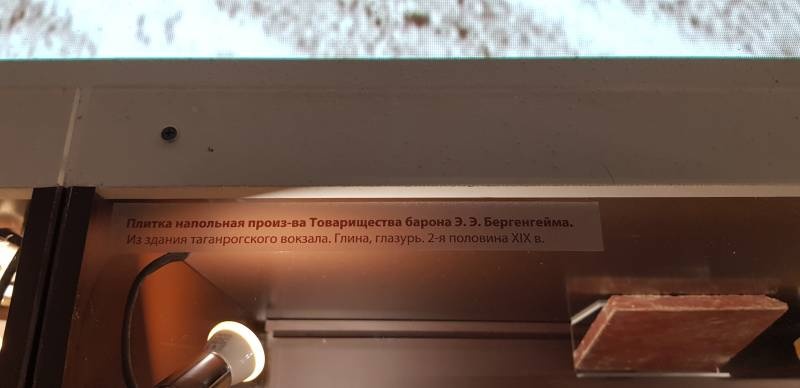 Плитка напольная произ-ва Товарищества барона Э. Э. Бергенгейма.
Из здания таганрогского вокзала. Глина, глазурь. 2-я половина XIX в.